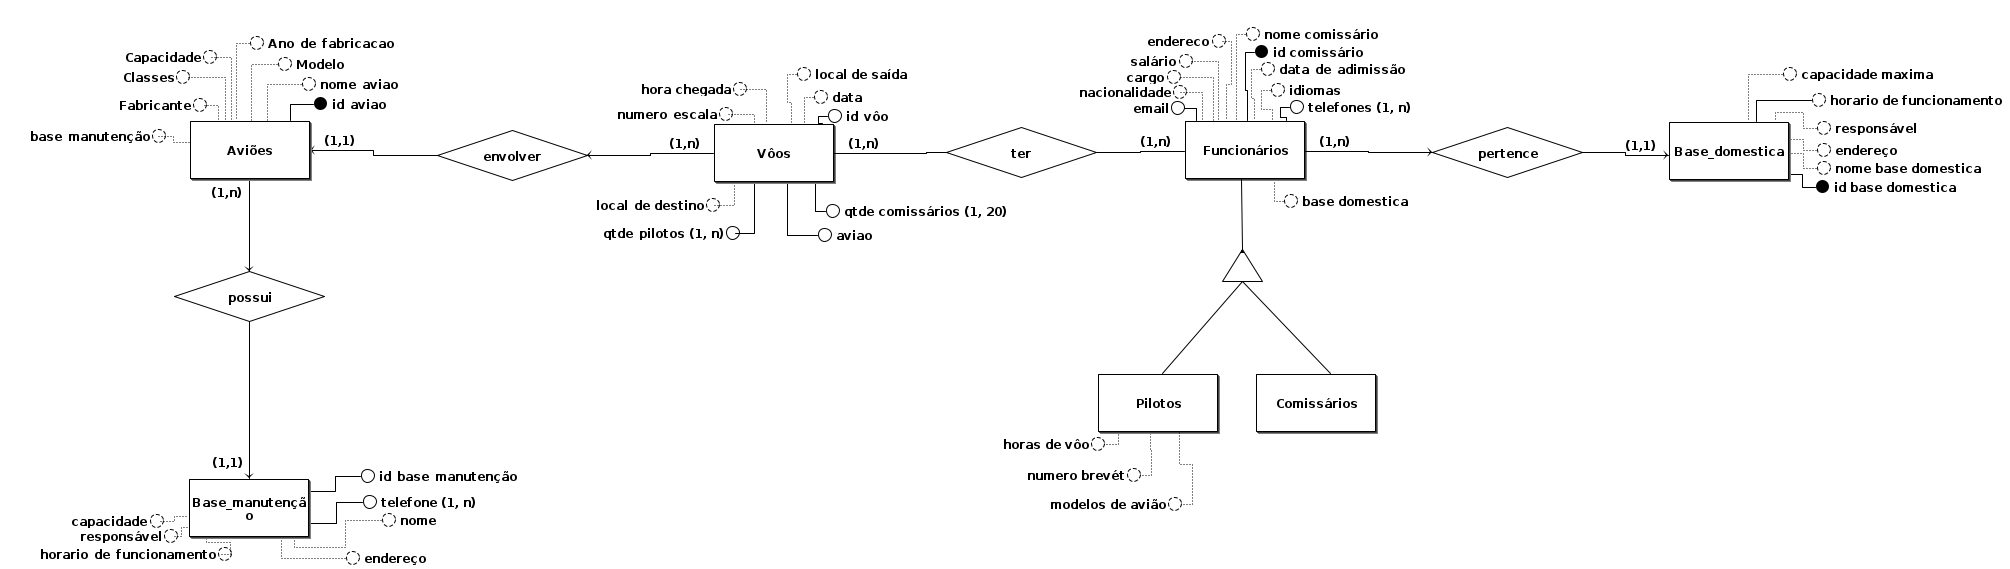 Ano de fabricacao
Capacidade
Modelo
Classes
nome aviao
Fabricante
id aviao
base manutenção
Aviões
(1,1)
(1,n)
envolver
possui
(1,1)
Base_manutençã
o
id base manutenção
telefone (1, n)
nome
capacidade
responsável
horario de funcionamento
endereço
local de saída
hora chegada
data
numero escala
id vôo
(1,n)
Vôos
(1,n)
local de destino
qtde comissários (1, 20)
qtde pilotos (1, n)
aviao
ter
nome comissário
endereco
id comissário
salário
data de adimissão
cargo
idiomas
nacionalidade
email
telefones (1, n)
(1,n)
Funcionários
(1,n)
base domestica
Pilotos
Comissários
horas de vôo
numero brevét
modelos de avião
pertence
(1,1)
Base_domestica
capacidade maxima
horario de funcionamento
responsável
endereço
nome base domestica
id base domestica